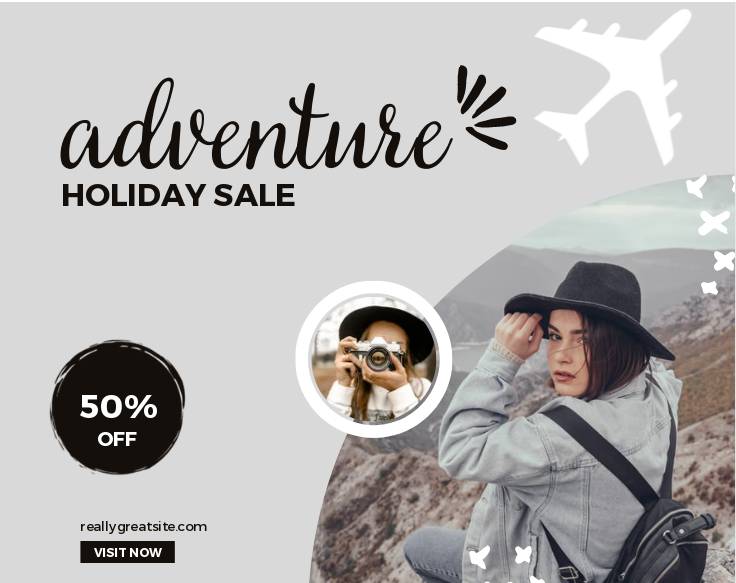 adventure
HOLIDAY SALE
50%
OFF
reallygreatsite.com
VISIT NOW